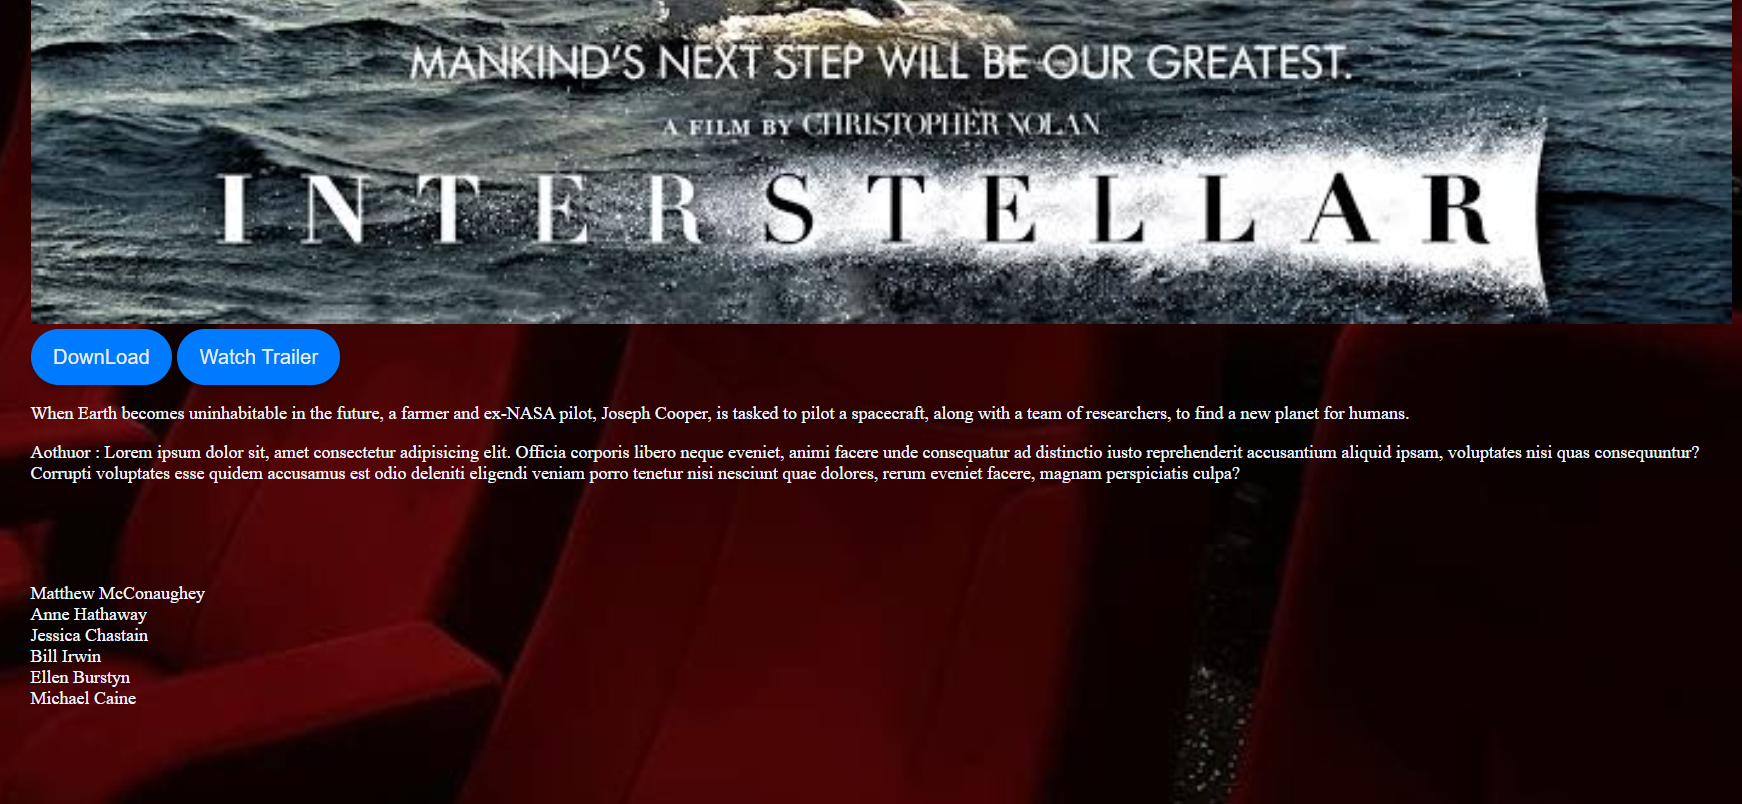 MANKIND'S NEXT STEP WILL BE OUR GREATEST.
A FILM BY CHRISTOPHER NOLAN
INTERSTELLAR
DownLoad
Watch Trailer
When Earth becomes uninhabitable in the future, a farmer and ex-NASA pilot, Joseph Cooper, is tasked to pilot a spacecraft, along with a team of researchers, to find a new planet for humans.
Aothuor : Lorem ipsum dolor sit, amet consectetur adipisicing elit. Officia corporis libero neque eveniet, animi facere unde consequatur ad distinctio iusto reprehenderit accusantium aliquid ipsam, voluptates nisi quas consequuntur?
Corrupti voluptates esse quidem accusamus est odio deleniti eligendi veniam porro tenetur nisi nesciunt quae dolores, rerum eveniet facere, magnam perspiciatis culpa?
Matthew McConaughey
Anne Hathaway
Jessica Chastain
Bill Irwin
Ellen Burstyn
Michael Caine